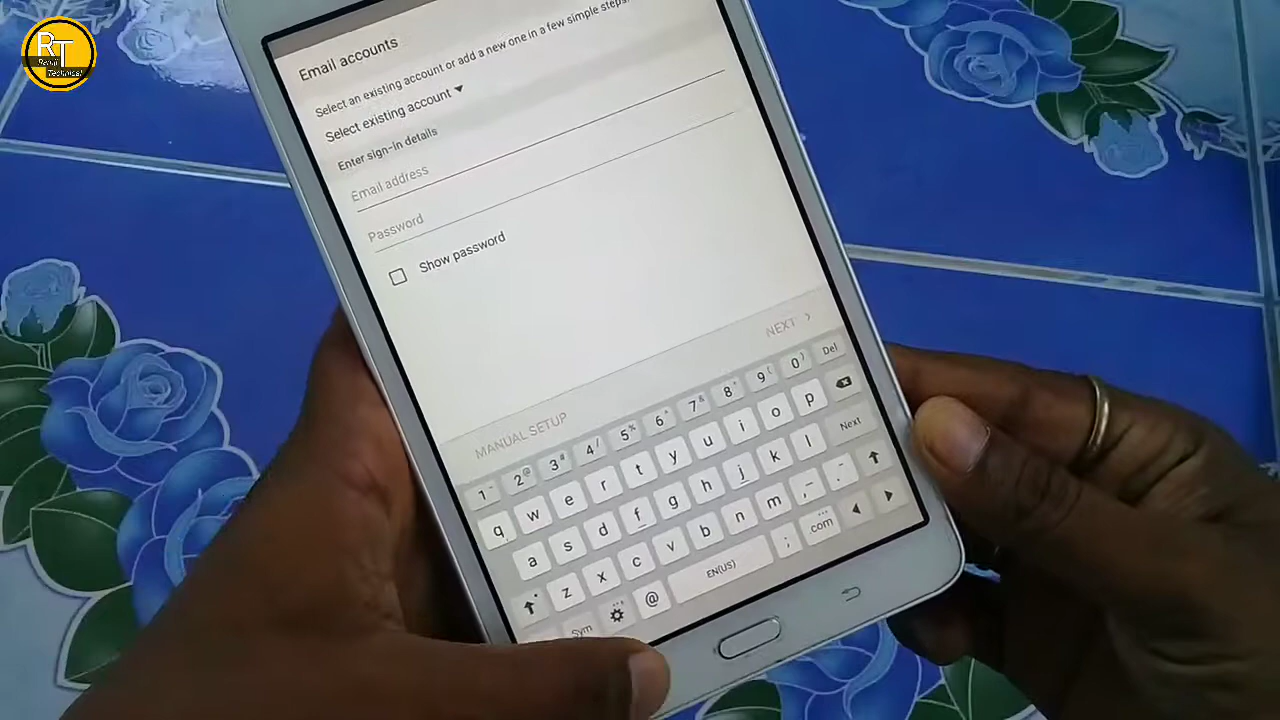 RT
Technical
Email accounts
Select an existing account or add a new one in a few simple steps.
Select existing account
Enter sign-in details
Email address
Password
Show password
MANUAL SETUP
NEXT
1 2@ 3# 4/ 5% 6^ 7& 8* 9( 0) Del
q w e r t y u i o p
a s d f g h j k l Next
z x c v b n m
Sym @ EN(US) ; .com